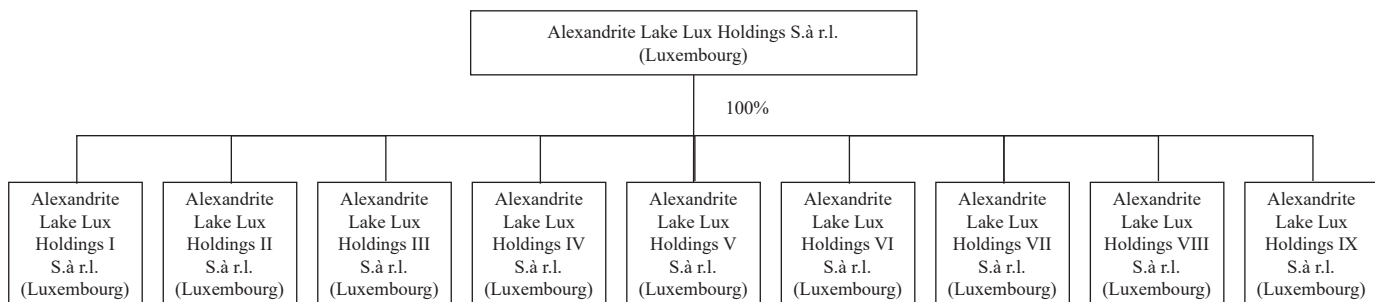 Alexandrite Lake Lux Holdings S.à r.l.
(Luxembourg)
100%
Alexandrite
Lake Lux
Holdings I
S.à r.l.
(Luxembourg)
Alexandrite
Lake Lux
Holdings II
S.à r.l.
(Luxembourg)
Alexandrite
Lake Lux
Holdings III
S.à r.l.
(Luxembourg)
Alexandrite
Lake Lux
Holdings IV
S.à r.l.
(Luxembourg)
Alexandrite
Lake Lux
Holdings V
S.à r.l.
(Luxembourg)
Alexandrite
Lake Lux
Holdings VI
S.à r.l.
(Luxembourg)
Alexandrite
Lake Lux
Holdings VII
S.à r.l.
(Luxembourg)
Alexandrite
Lake Lux
Holdings VIII
S.à r.l.
(Luxembourg)
Alexandrite
Lake Lux
Holdings IX
S.à r.l.
(Luxembourg)